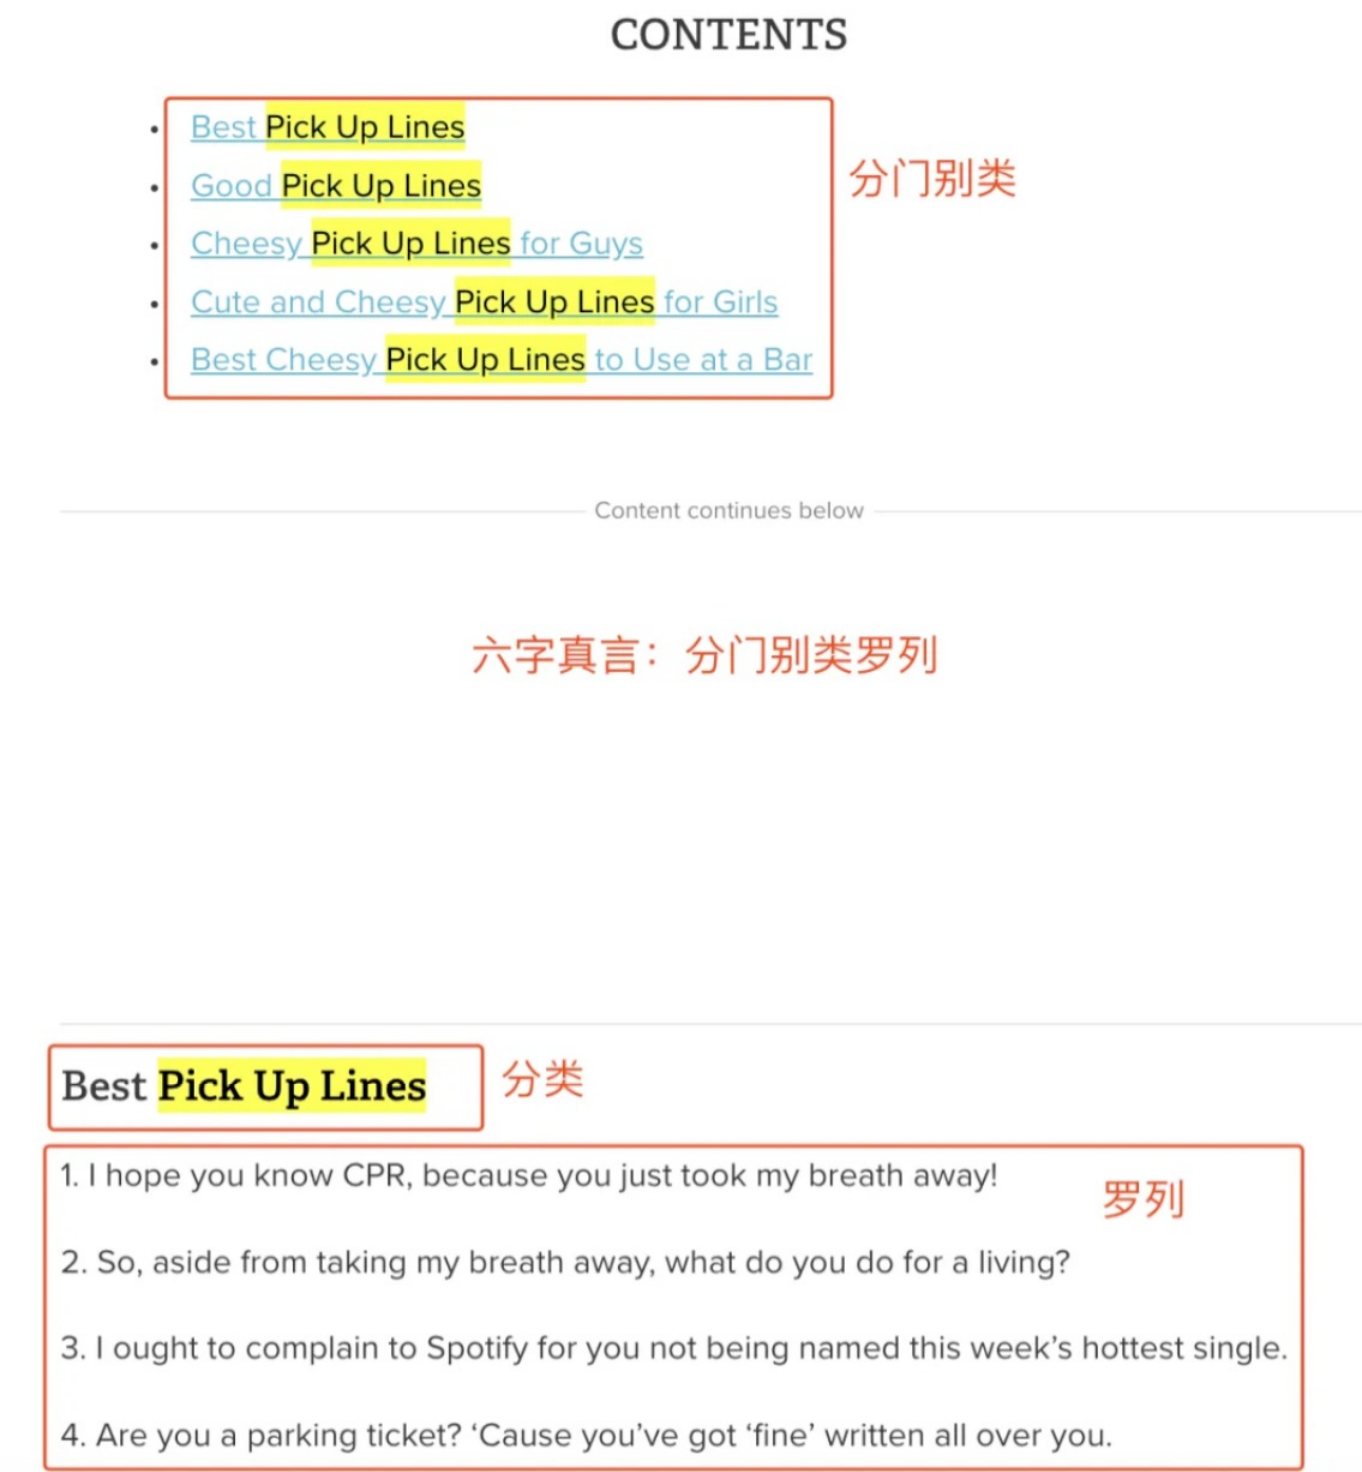 CONTENTS
• Best Pick Up Lines
分门别类
• Good Pick Up Lines
• Cheesy Pick Up Lines for Guys
• Cute and Cheesy Pick Up Lines for Girls
• Best Cheesy Pick Up Lines to Use at a Bar
Content continues below
六字真言：分门别类罗列
Best Pick Up Lines
分类
1. I hope you know CPR, because you just took my breath away!
罗列
2. So, aside from taking my breath away, what do you do for a living?
3. I ought to complain to Spotify for you not being named this week’s hottest single.
4. Are you a parking ticket? ‘Cause you’ve got ‘fine’ written all over you.